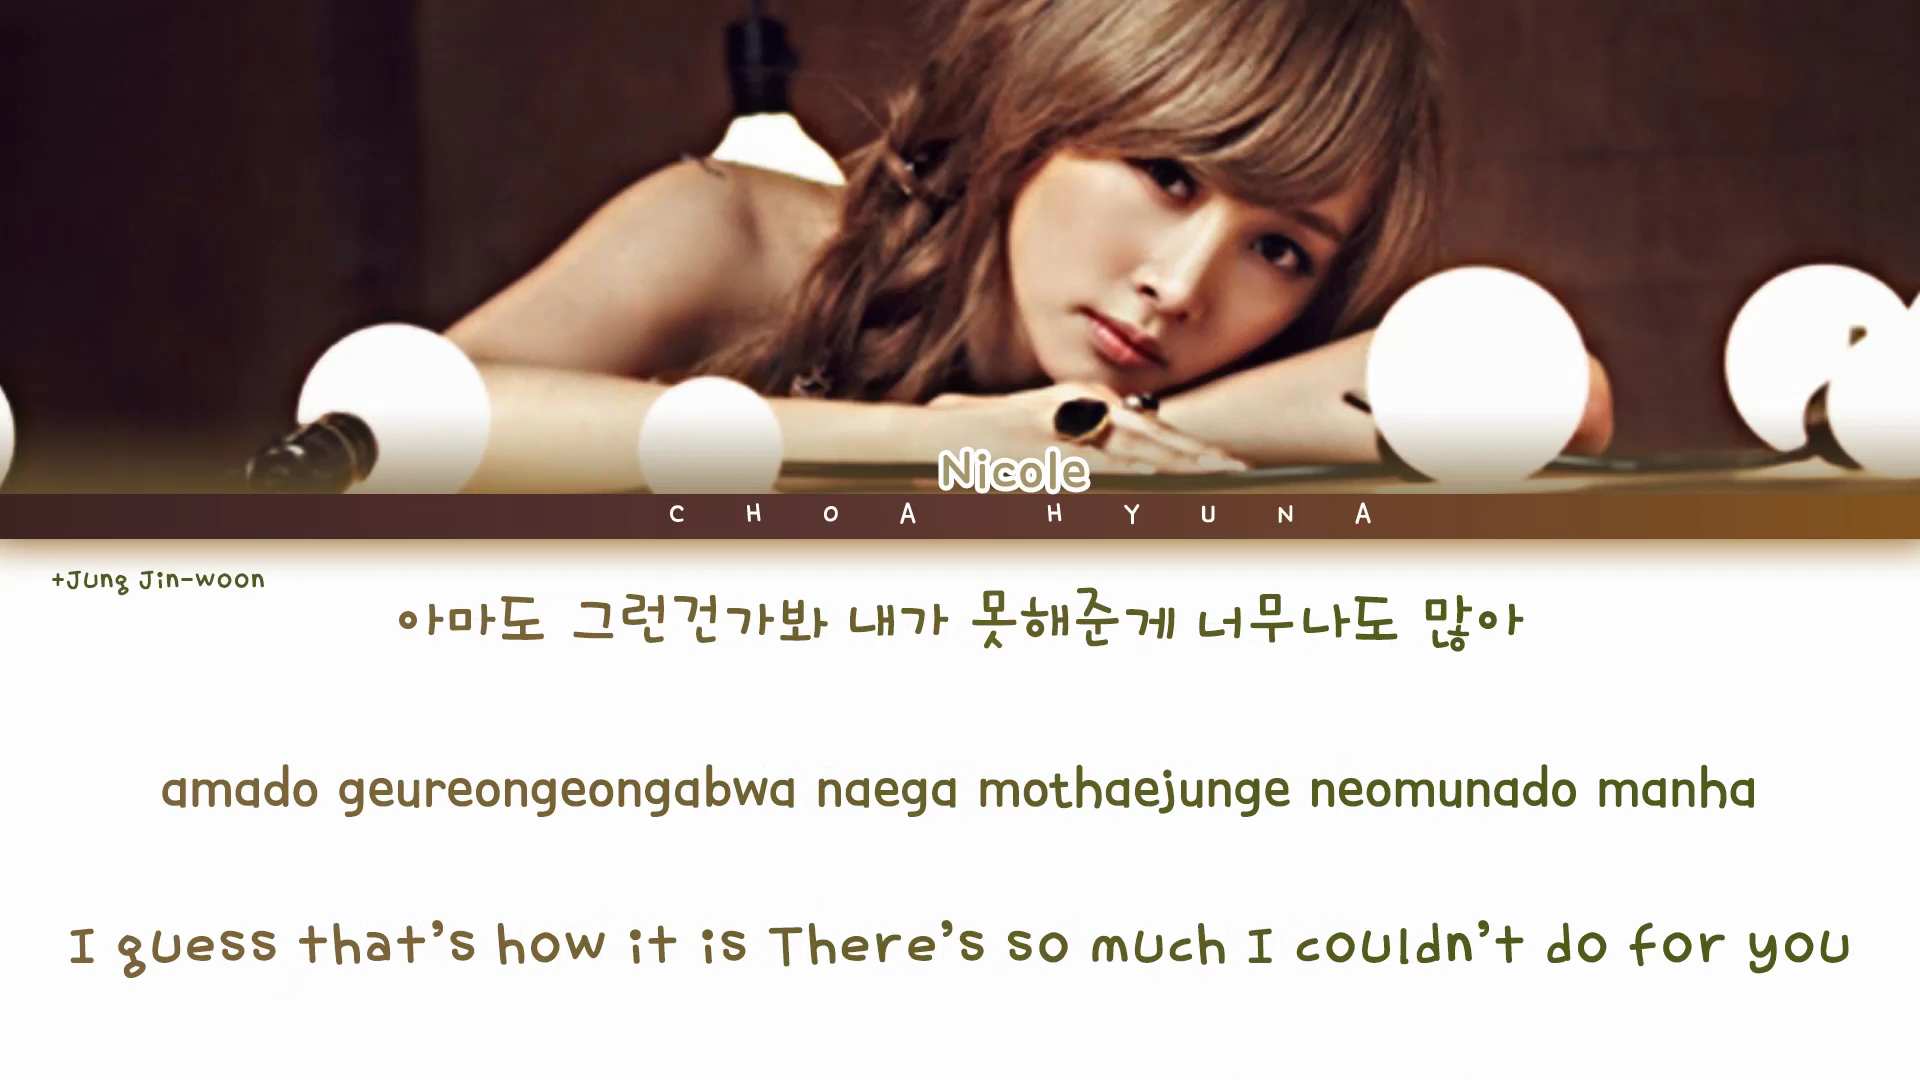 Nicole
CHOA HYUNA
+Jung Jin-woon
아마도 그런건가봐 내가 못해준게 너무나도 많아
amado geureongeongabwa naega mothaejunge neomunado manha
I guess that's how it is There's so much I couldn't do for you